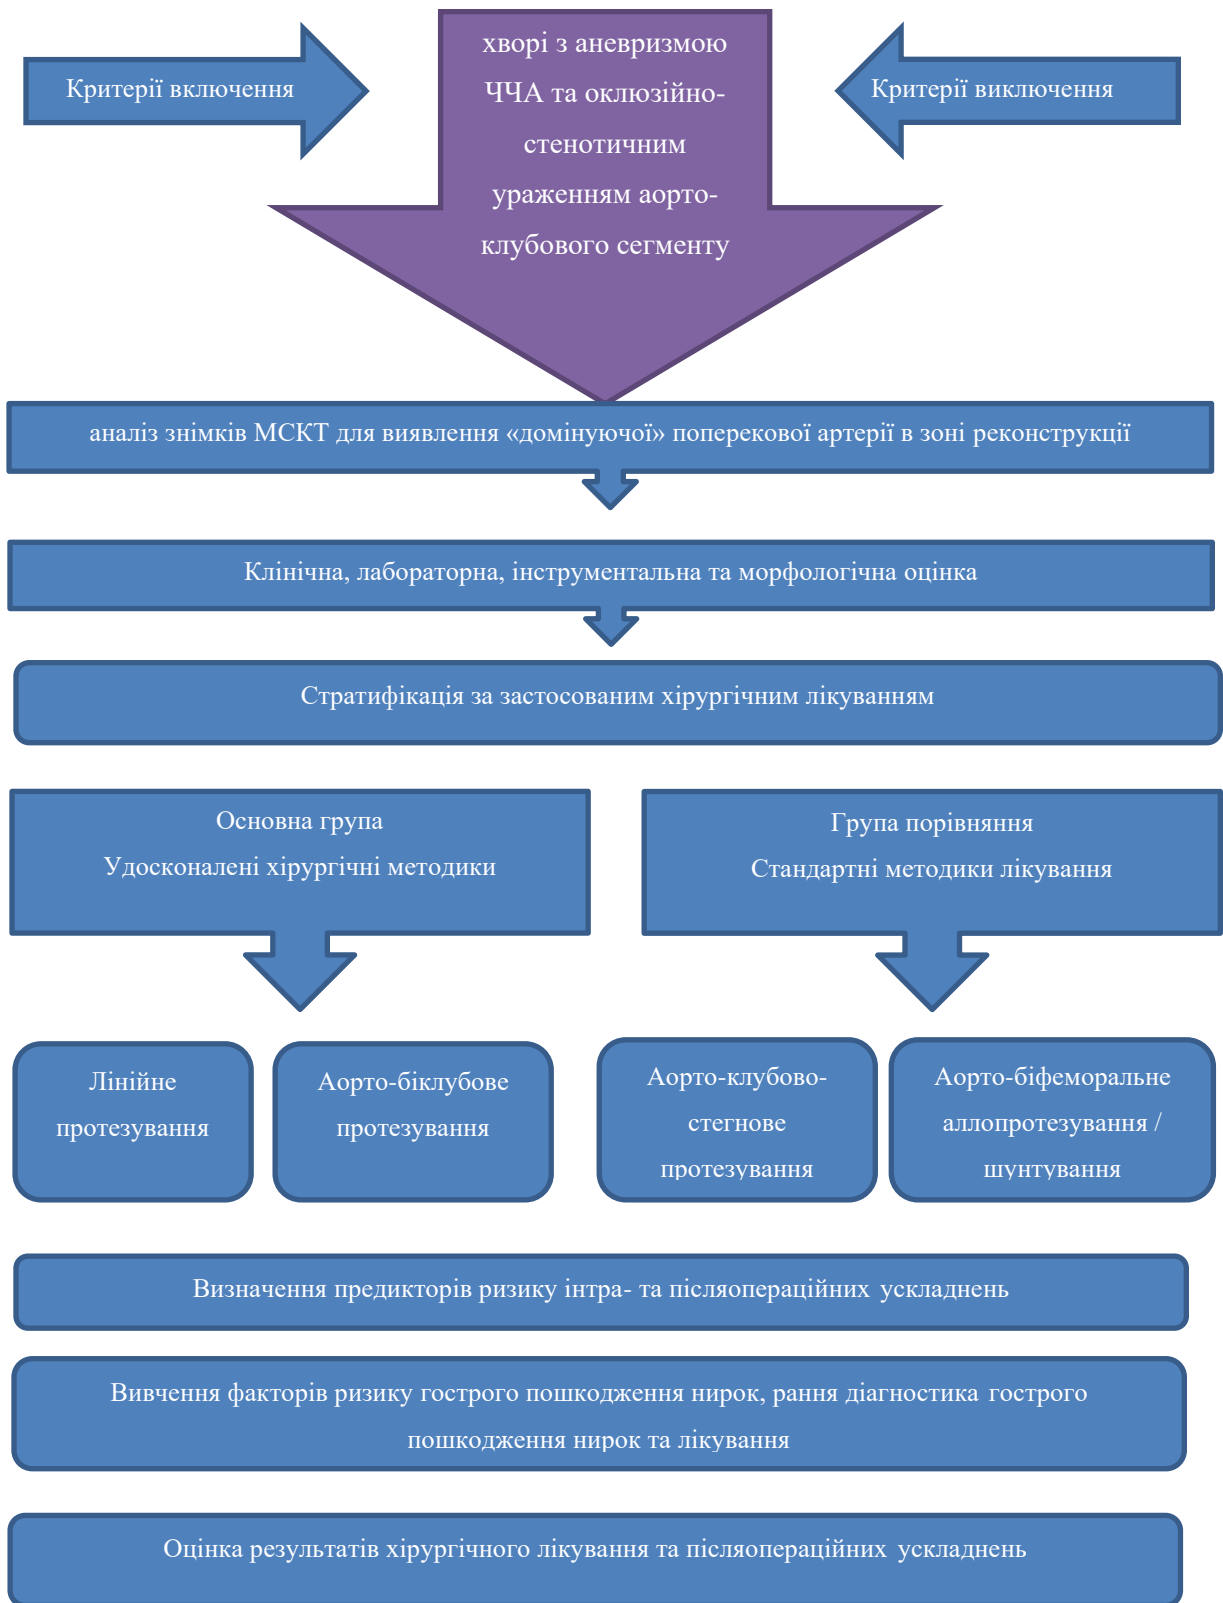 Критерії включення
хворі з аневризмою
ЧЧА та оклюзійно-
стенотичним
ураженням аорто-
клубового сегменту
Критерії виключення
аналіз знімків МСКТ для виявлення «домінуючої» поперекової артерії в зоні реконструкції
Клінічна, лабораторна, інструментальна та морфологічна оцінка
Стратифікація за застосованим хірургічним лікуванням
Основна група
Удосконалені хірургічні методики
Група порівняння
Стандартні методики лікування
Лінійне
протезування
Аорто-біклубове
протезування
Аорто-клубово-
стегнове
протезування
Аорто-біфеморальне
аллопротезування /
шунтування
Визначення предикторів ризику інтра- та післяопераційних ускладнень
Вивчення факторів ризику гострого пошкодження нирок, рання діагностика гострого
пошкодження нирок та лікування
Оцінка результатів хірургічного лікування та післяопераційних ускладнень